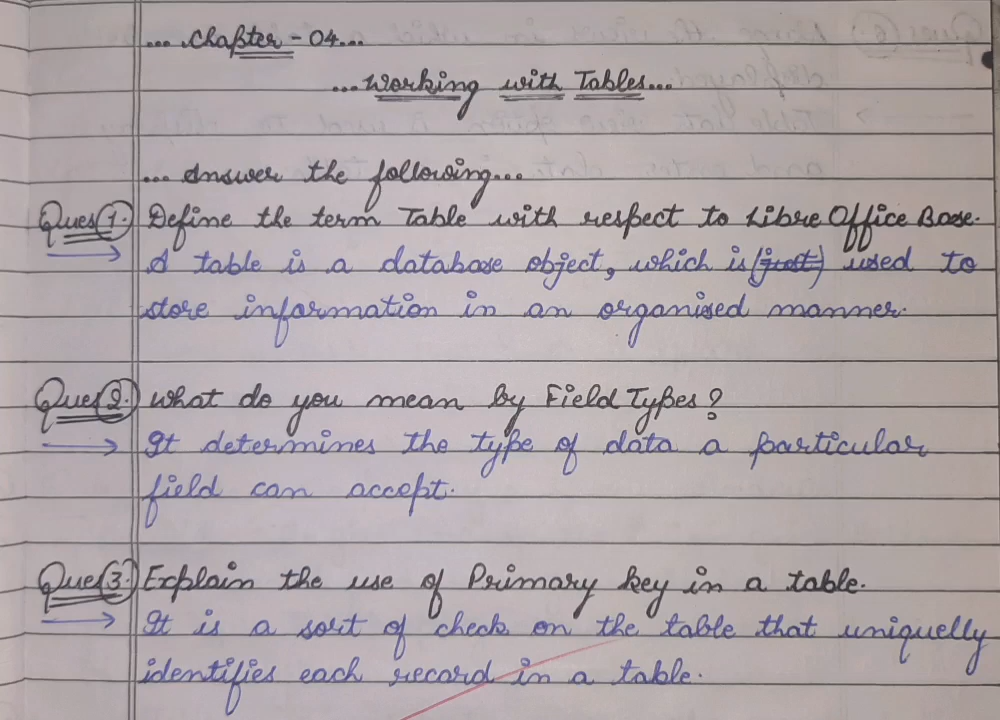 ... Chapter - 04...
... Working with Tables...
... Answer the following...
Ques 1. Define the term Table with respect to Libre Office Base.
→ A table is a database object, which is (just) used to
store information in an organised manner.
Ques 2. What do you mean by Field Types?
→ It determines the type of data a particular
field can accept.
Ques 3. Explain the use of Primary key in a table.
→ It is a sort of check on the table that uniquelly
identifies each record in a table.